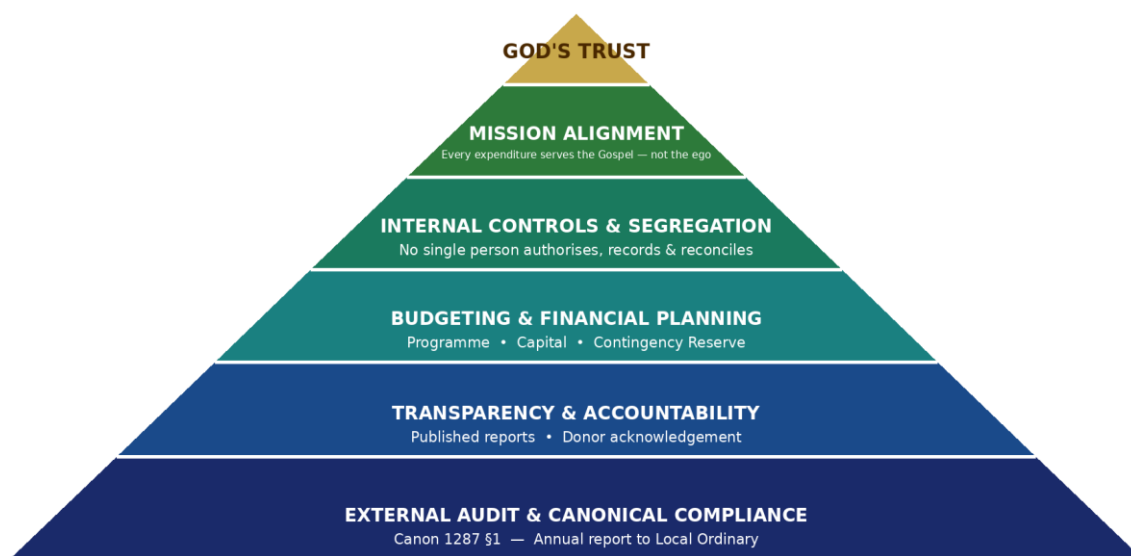 GOD'S TRUST
MISSION ALIGNMENT
Every expenditure serves the Gospel — not the ego
INTERNAL CONTROLS & SEGREGATION
No single person authorises, records & reconciles
BUDGETING & FINANCIAL PLANNING
Programme • Capital • Contingency Reserve
TRANSPARENCY & ACCOUNTABILITY
Published reports • Donor acknowledgement
EXTERNAL AUDIT & CANONICAL COMPLIANCE
Canon 1287 §1 — Annual report to Local Ordinary